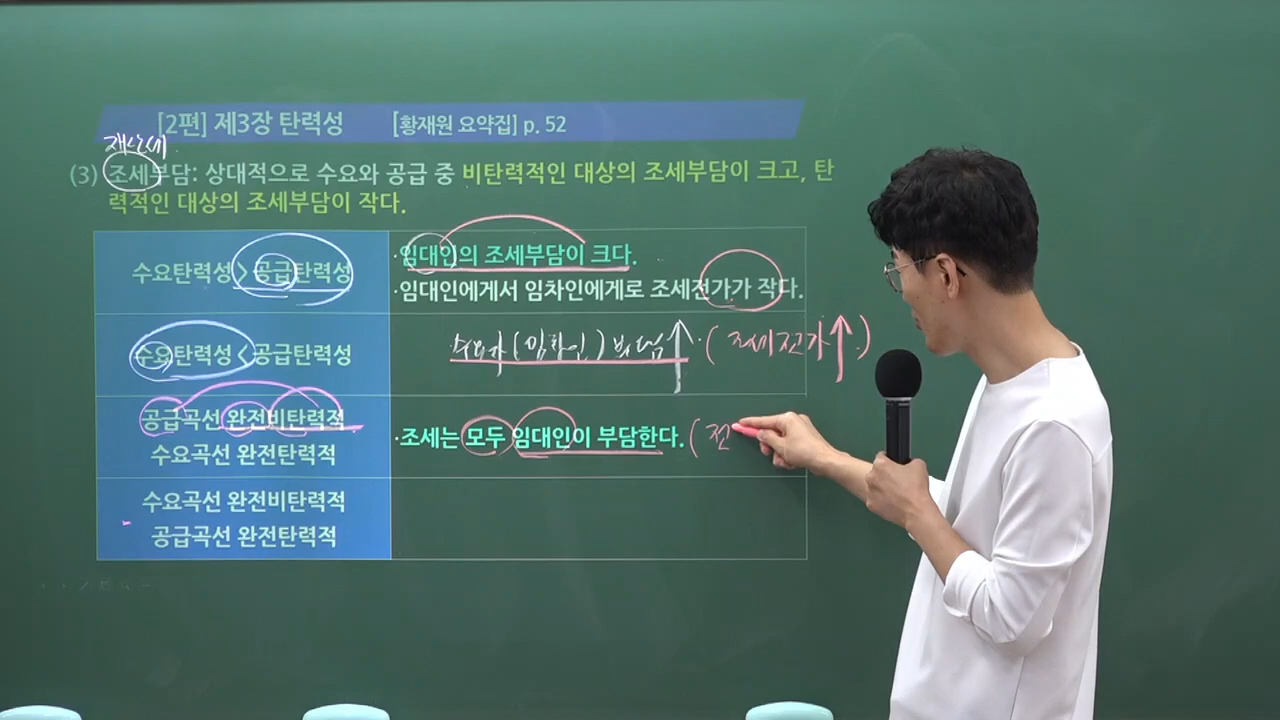 [2편] 제3장 탄력성 [황재원 요약집] p. 52
재산세
(3) 조세부담: 상대적으로 수요와 공급 중 비탄력적인 대상의 조세부담이 크고, 탄
력적인 대상의 조세부담이 작다.
수요탄력성 > 공급탄력성
·임대인의 조세부담이 크다.
·임대인에게서 임차인에게로 조세전가가 작다.
수요탄력성 < 공급탄력성
수요자 (임차인) 부담 ↑ · ( 조세전가 ↑ · )
공급곡선 완전비탄력적
수요곡선 완전탄력적
·조세는 모두 임대인이 부담한다. ( 전
수요곡선 완전비탄력적
공급곡선 완전탄력적